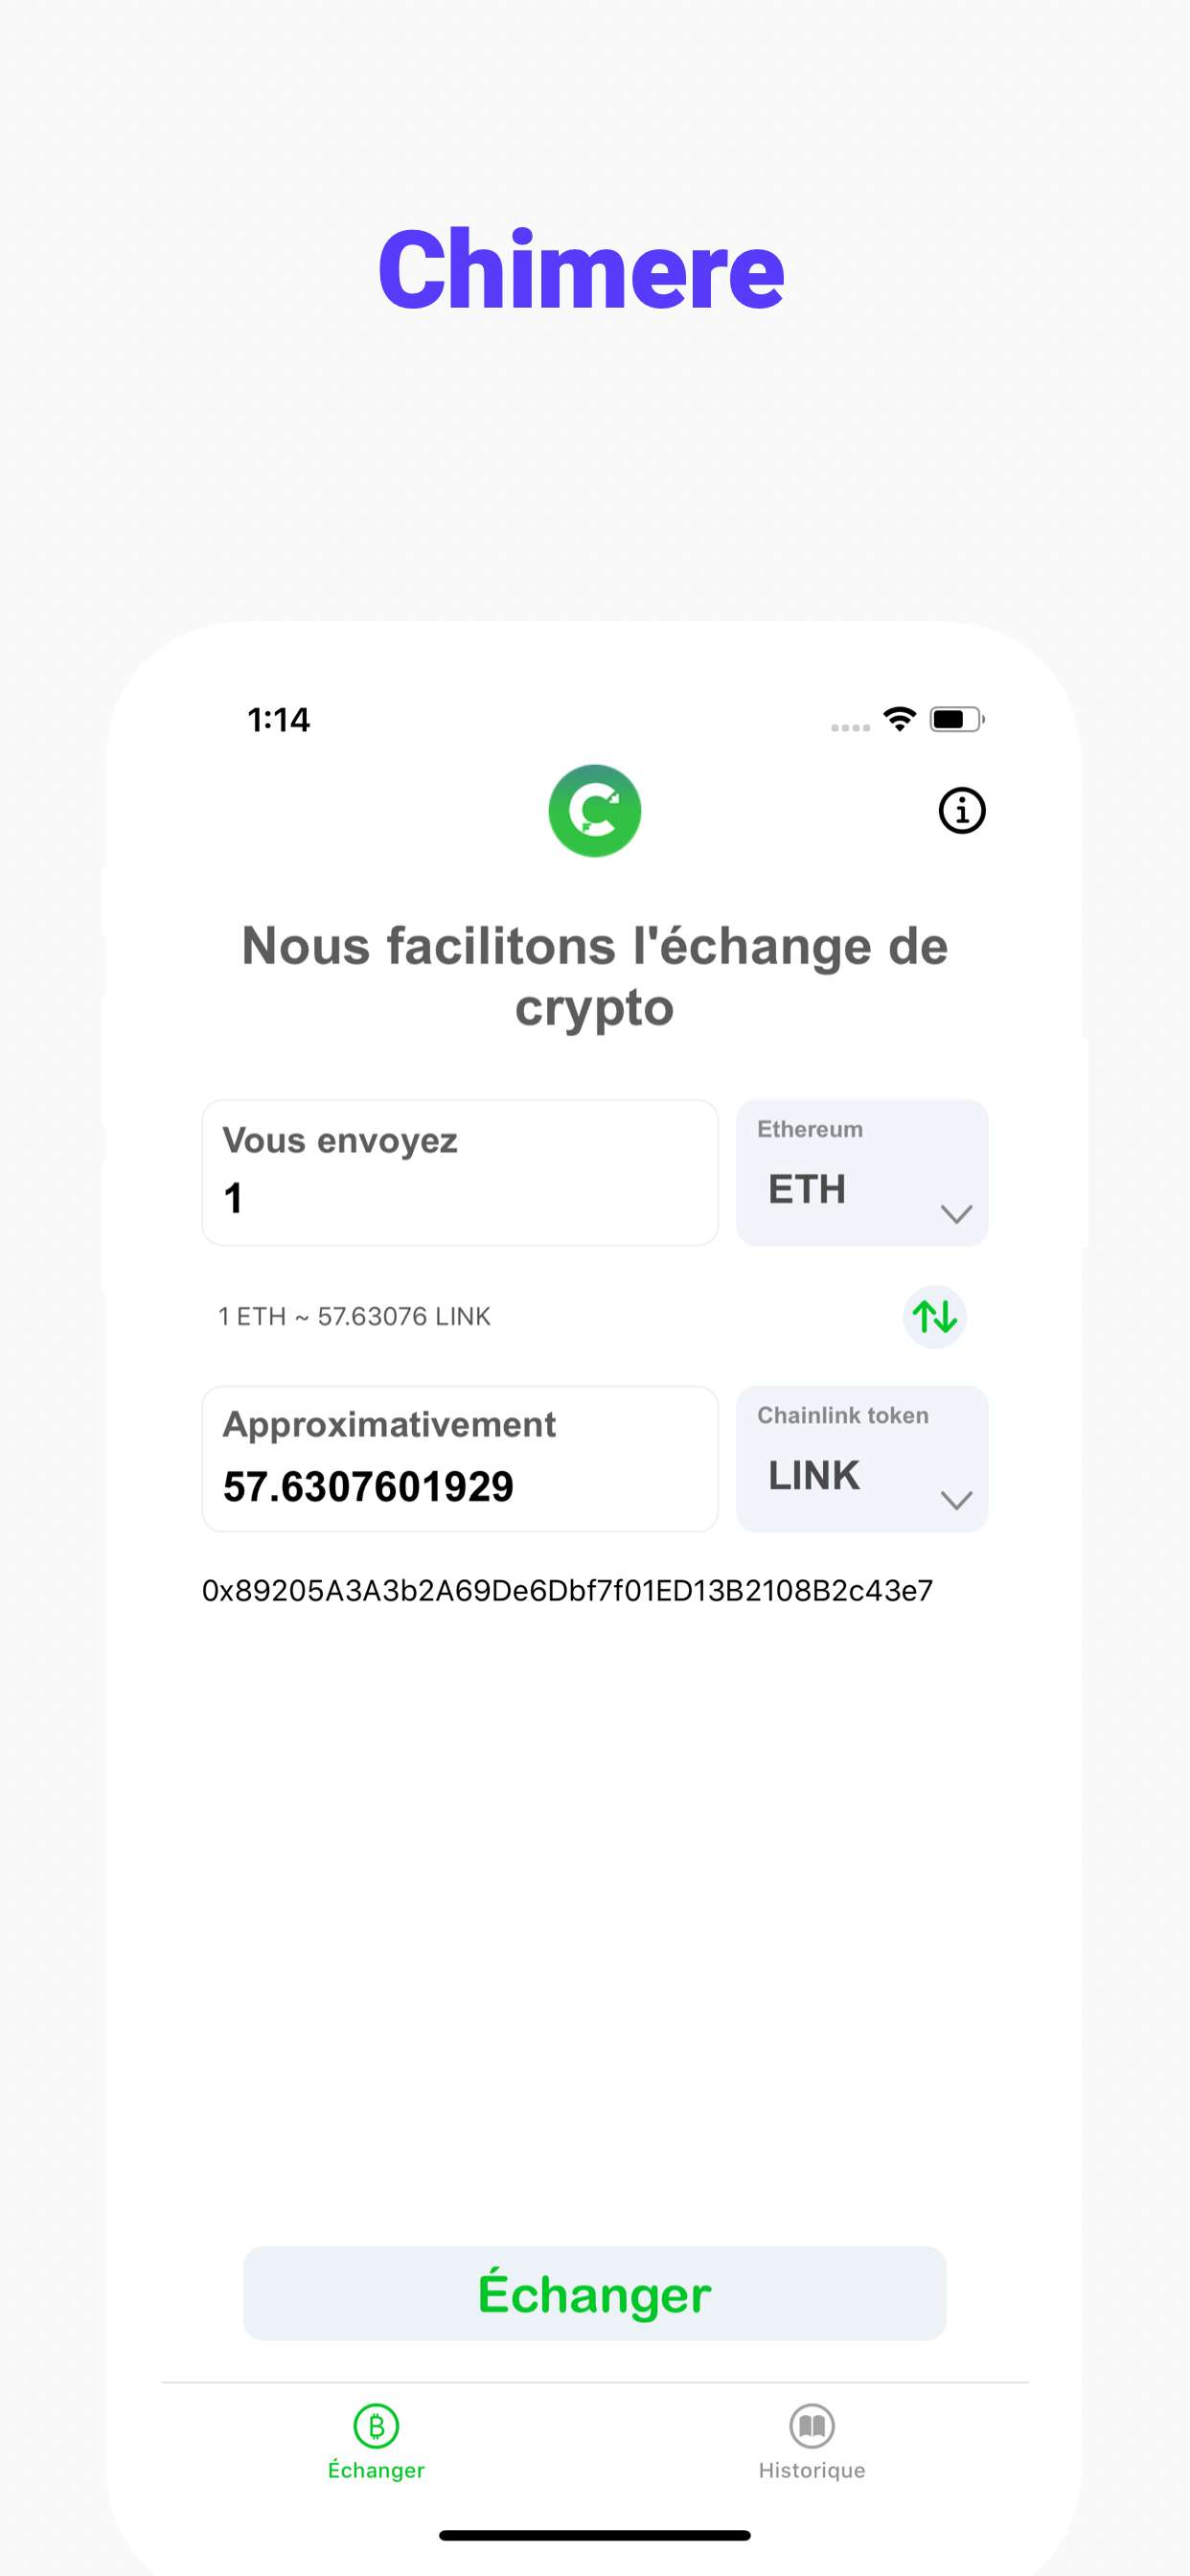 Chimere
1:14
Nous facilitons l'échange de
crypto
Vous envoyez
1
Ethereum
ETH
1 ETH ~ 57.63076 LINK
Approximativement
57.6307601929
Chainlink token
LINK
0x89205A3A3b2A69De6Dbf7f01ED13B2108B2c43e7
Échanger
Échanger
Historique